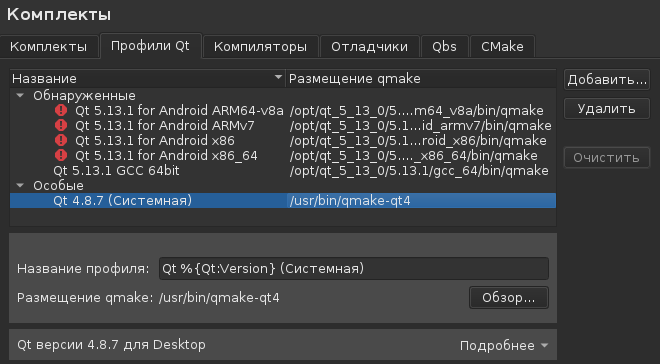 Комплекты
Комплекты Профили Qt Компиляторы Отладчики Qbs CMake
Название Размещение qmake Добавить...
Обнаруженные
Qt 5.13.1 for Android ARM64-v8a /opt/qt_5_13_0/5....m64_v8a/bin/qmake Удалить
Qt 5.13.1 for Android ARMv7 /opt/qt_5_13_0/5.1...id_armv7/bin/qmake
Qt 5.13.1 for Android x86 /opt/qt_5_13_0/5.1...roid_x86/bin/qmake
Qt 5.13.1 for Android x86_64 /opt/qt_5_13_0/5...._x86_64/bin/qmake Очистить
Qt 5.13.1 GCC 64bit /opt/qt_5_13_0/5.13.1/gcc_64/bin/qmake
Особые
Qt 4.8.7 (Системная) /usr/bin/qmake-qt4
Название профиля: Qt %{Qt:Version} (Системная)
Размещение qmake: /usr/bin/qmake-qt4 Обзор...
Qt версии 4.8.7 для Desktop Подробнее